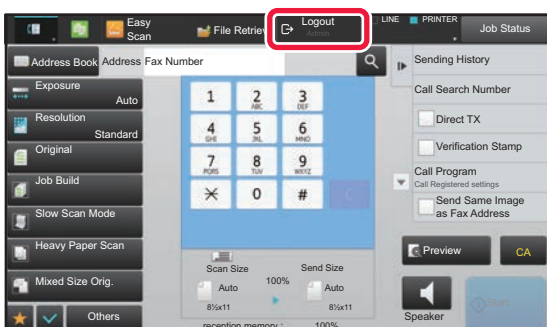 Easy Scan
File Retriev
Logout
Admin
LINE
PRINTER
Job Status
Address Book
Address
Fax Number
Exposure
Auto
Resolution
Standard
Original
Job Build
Slow Scan Mode
Heavy Paper Scan
Mixed Size Orig.
Others
1
2
ABC
3
DEF
4
GHI
5
JKL
6
MNO
7
PQRS
8
TUV
9
WXYZ
0
#
C
Scan Size
Send Size
100%
Auto
Auto
8½x11
8½x11
reception memory :
100%
Sending History
Call Search Number
Direct TX
Verification Stamp
Call Program
Call Registered settings
Send Same Image
as Fax Address
Preview
CA
Speaker
Start